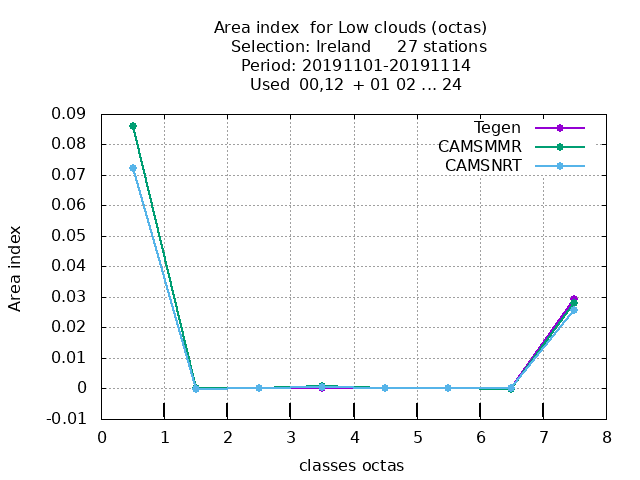 Area index  for Low clouds (octas)
Selection: Ireland     27 stations
Period: 20191101-20191114
Used  00,12  + 01 02 ... 24
0.09
0.08
0.07
0.06
0.05
0.04
0.03
0.02
0.01
0
-0.01
Area index
Tegen
CAMSMMR
CAMSNRT
0 1 2 3 4 5 6 7 8
classes octas